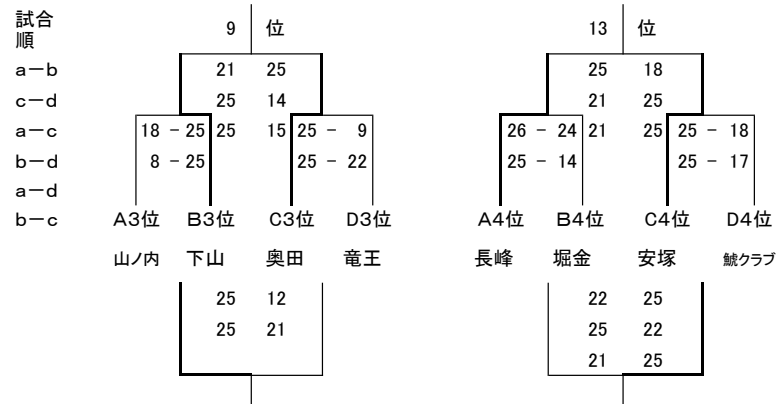 試合
順
9 位 13 位
a－b 21 25 25 18
c－d 25 14 21 25
a－c 18 － 25 25 15 25 － 9 26 － 24 21 25 25 － 18
b－d 8 － 25 25 － 22 25 － 14 25 － 17
a－d
b－c A3位 B3位 C3位 D3位 A4位 B4位 C4位 D4位
山ノ内 下山 奥田 竜王 長峰 堀金 安塚 鯱クラブ
25 12 22 25
25 21 25 22
21 25